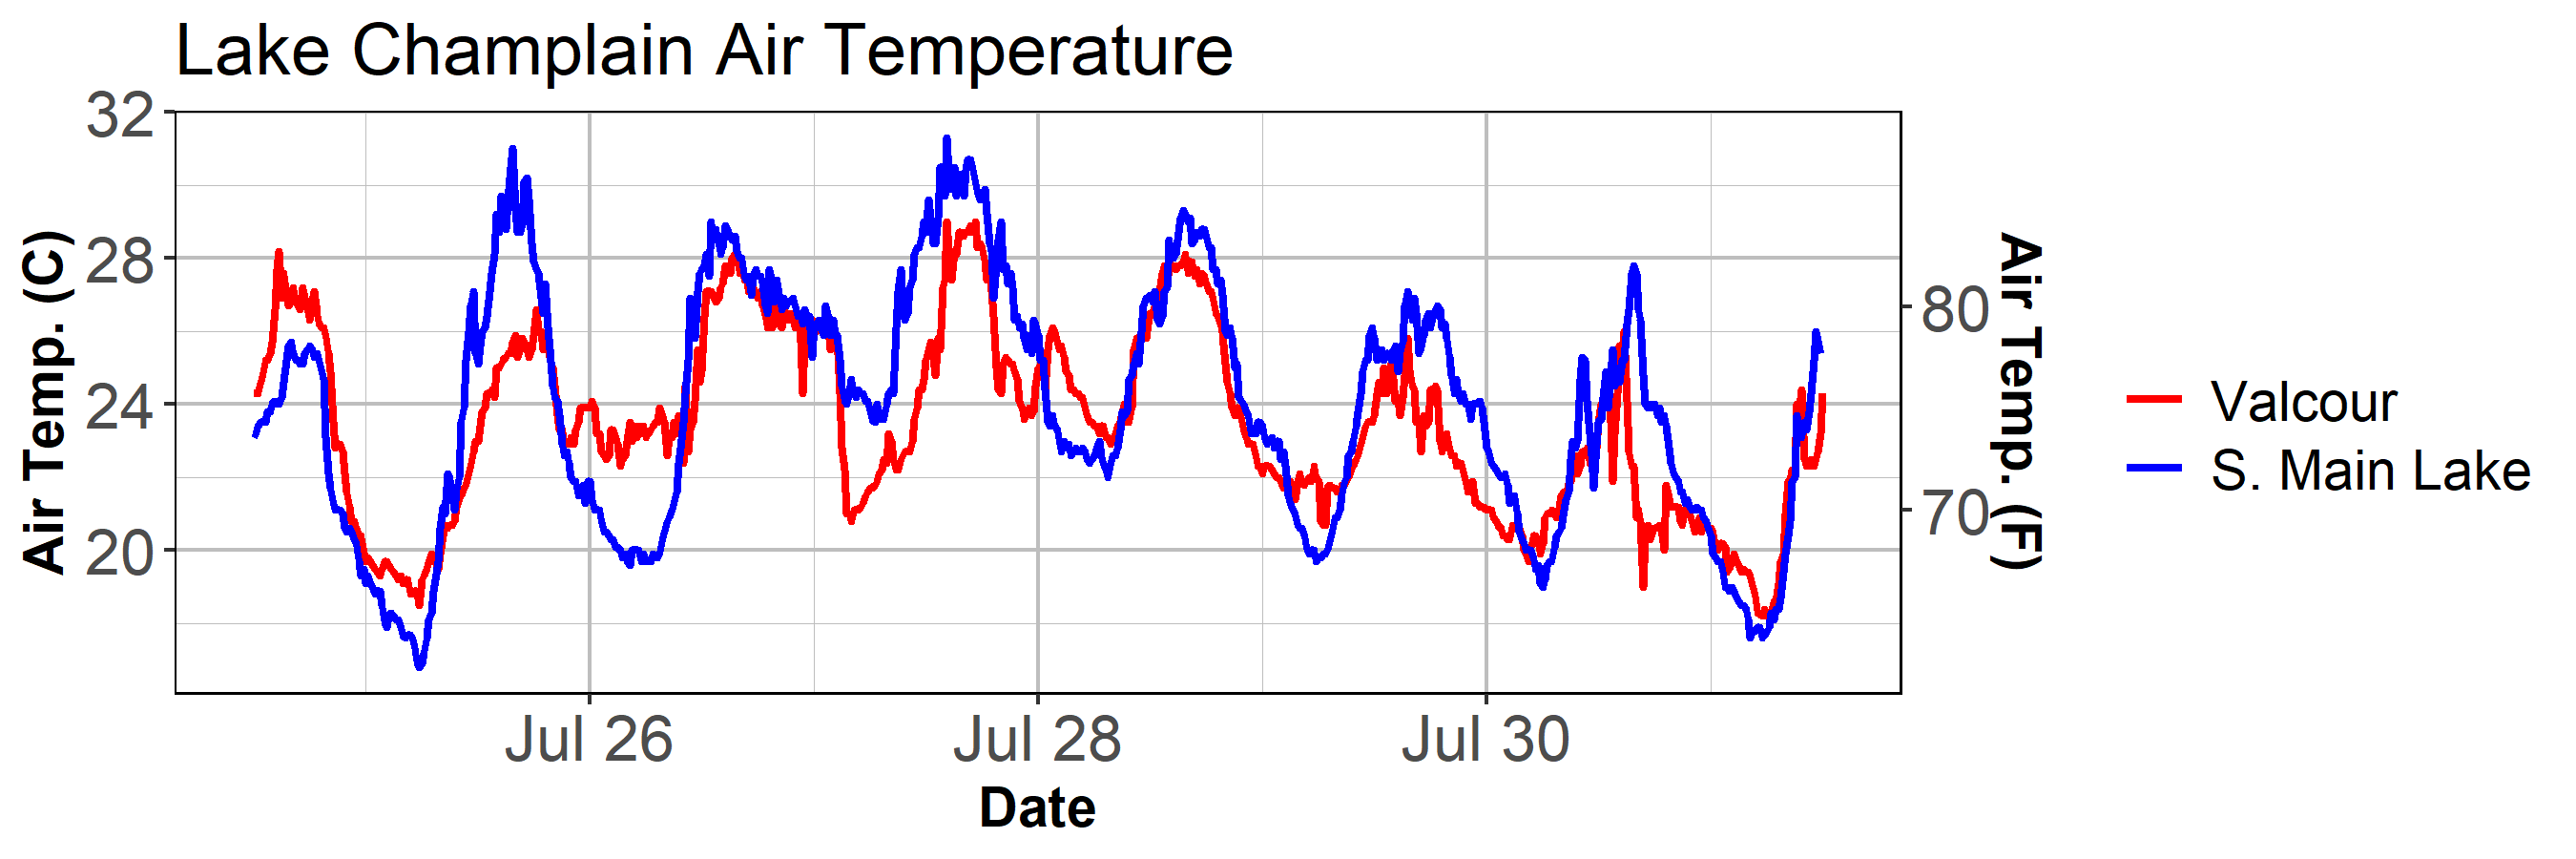 Lake Champlain Air Temperature
Air Temp. (C)
32
28
24
20
Jul 26
Jul 28
Jul 30
Date
80
70
Air Temp. (F)
Valcour
S. Main Lake